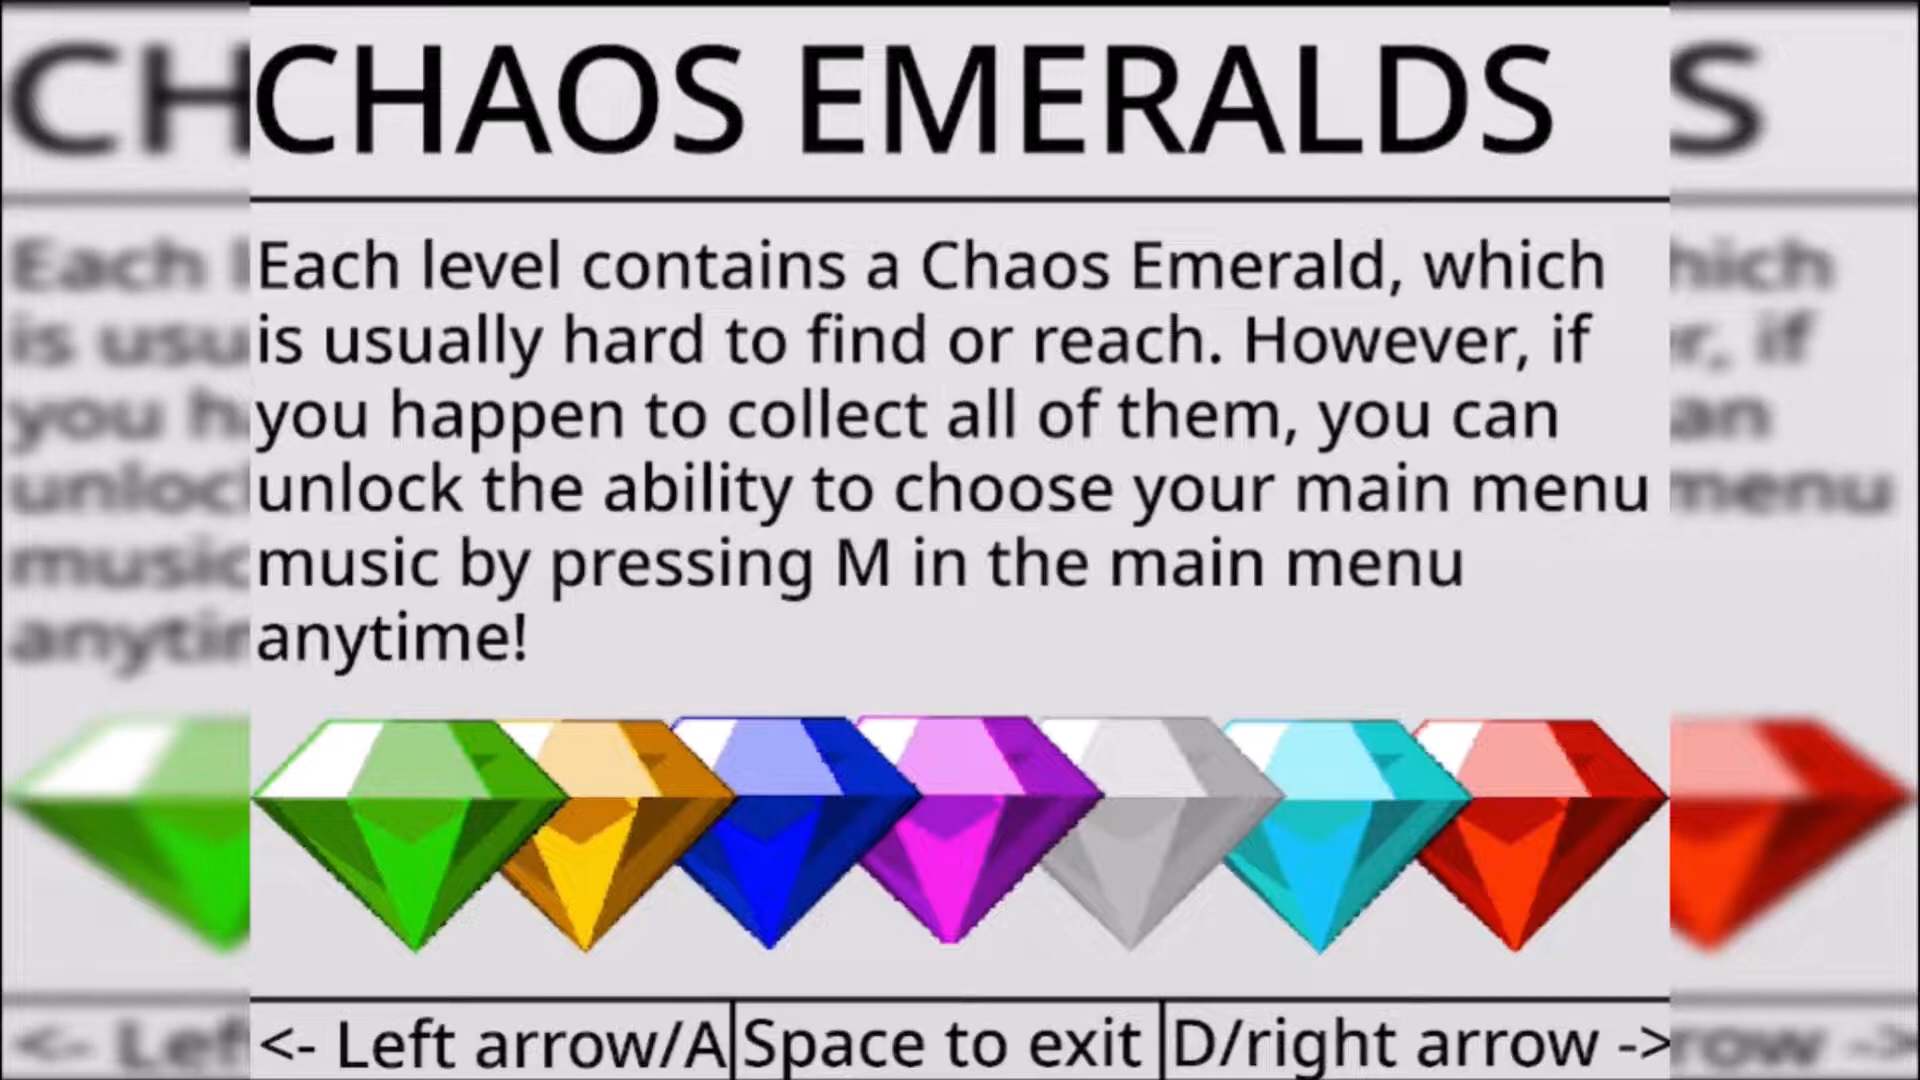 CHAOS EMERALDS
Each level contains a Chaos Emerald, which
is usually hard to find or reach. However, if
you happen to collect all of them, you can
unlock the ability to choose your main menu
music by pressing M in the main menu
anytime!
<- Left arrow/A Space to exit D/right arrow ->